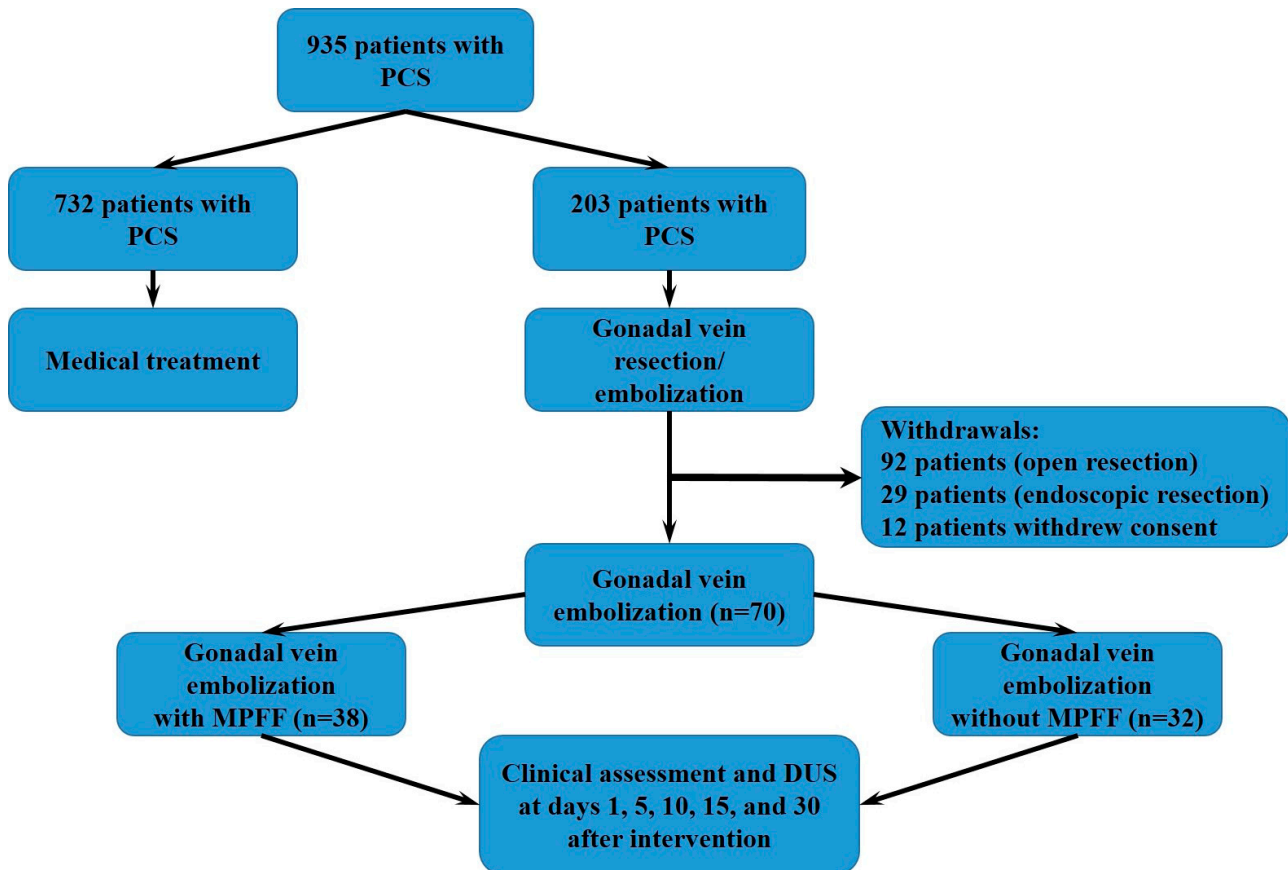 935 patients with
PCS
732 patients with
PCS
203 patients with
PCS
Medical treatment
Gonadal vein
resection/
embolization
Withdrawals:
92 patients (open resection)
29 patients (endoscopic resection)
12 patients withdrew consent
Gonadal vein
embolization (n=70)
Gonadal vein
embolization
with MPFF (n=38)
Gonadal vein
embolization
without MPFF (n=32)
Clinical assessment and DUS
at days 1, 5, 10, 15, and 30
after intervention